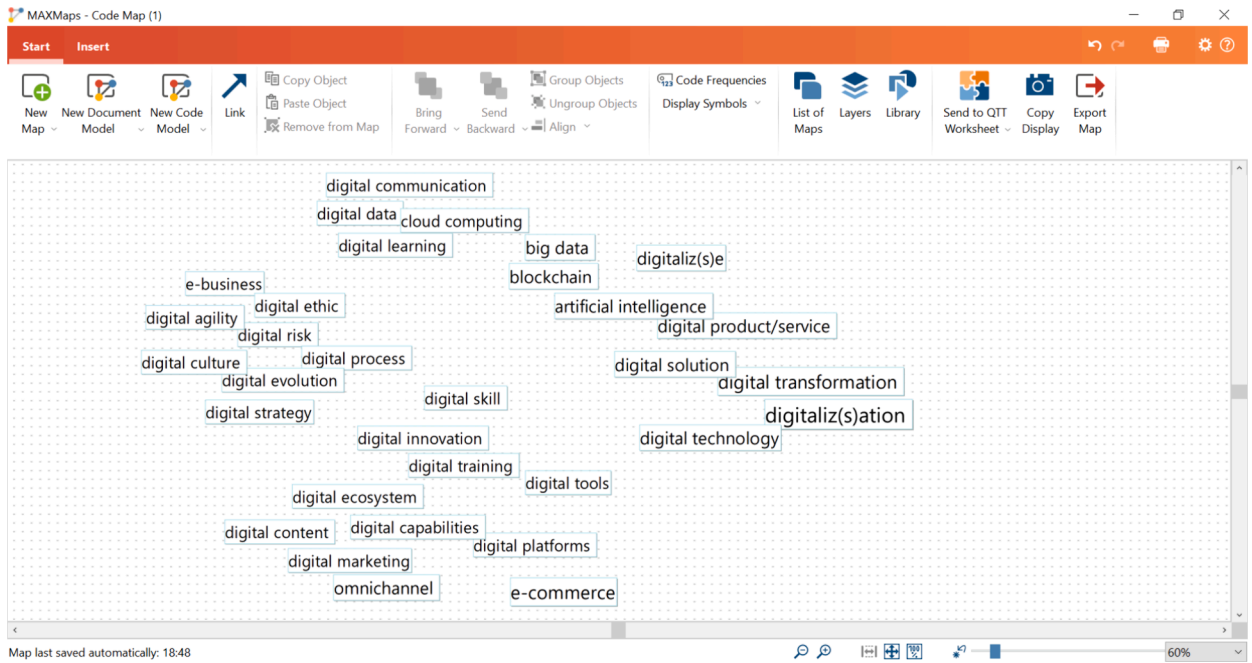 MAXMaps - Code Map (1)
Start Insert
New Map
New Document Model
New Code Model
Link
Copy Object
Paste Object
Remove from Map
Bring Forward
Send Backward
Group Objects
Ungroup Objects
Align
Code Frequencies
Display Symbols
List of Maps
Layers
Library
Send to QTT Worksheet
Copy Display
Export Map
digital communication
digital data
cloud computing
digital learning
big data
digitaliz(s)e
blockchain
e-business
digital ethic
artificial intelligence
digital agility
digital product/service
digital risk
digital culture
digital process
digital solution
digital evolution
digital transformation
digital skill
digital strategy
digitaliz(s)ation
digital innovation
digital technology
digital training
digital tools
digital ecosystem
digital content
digital capabilities
digital platforms
digital marketing
omnichannel
e-commerce
Map last saved automatically: 18:48
60%